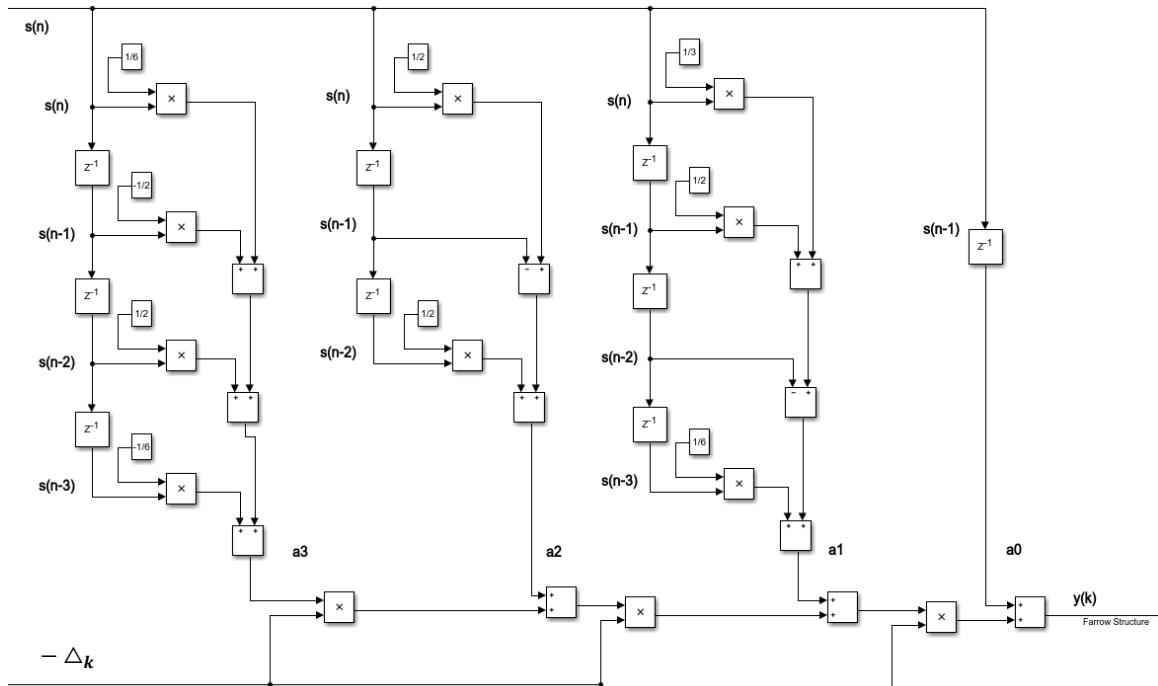 s(n)
1/6
1/2
1/3
s(n)
×
s(n)
×
s(n)
×
z-1
z-1
z-1
-1/2
1/2
s(n-1)
×
s(n-1)
s(n-1)
×
s(n-1)
z-1
+ +
- +
+ +
z-1
z-1
z-1
1/2
1/2
s(n-2)
×
s(n-2)
×
s(n-2)
+ +
+ +
- +
z-1
z-1
-1/6
1/6
s(n-3)
×
s(n-3)
×
+ +
+ +
a3
a2
a1
a0
×
+
+
×
+
+
×
+
+
y(k)
Farrow Structure
− △k